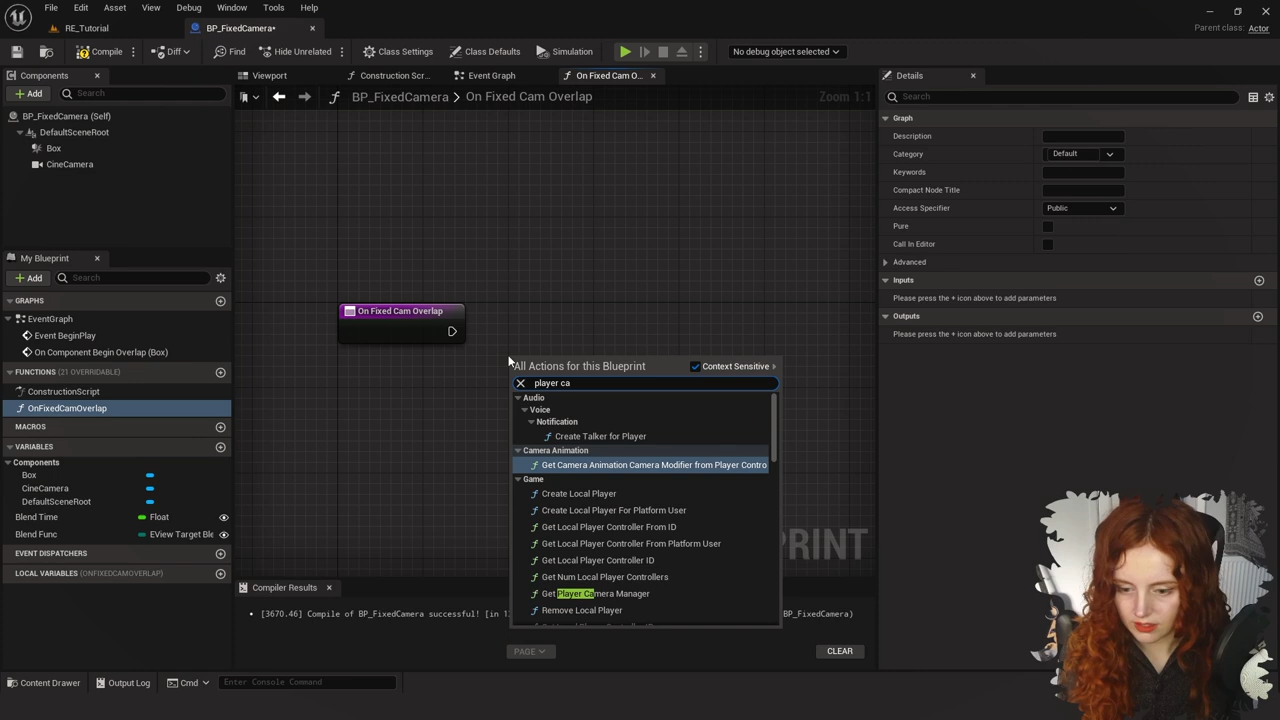 File Edit Asset View Debug Window Tools Help
RE_Tutorial BP_FixedCamera* Parent class: Actor
Compile Diff Find Hide Unrelated Class Settings Class Defaults Simulation No debug object selected
Components
Add Search
BP_FixedCamera (Self)
DefaultSceneRoot
Box
CineCamera
My Blueprint
Add Search
GRAPHS
EventGraph
Event BeginPlay
On Component Begin Overlap (Box)
FUNCTIONS (21 OVERRIDABLE)
ConstructionScript
OnFixedCamOverlap
MACROS
VARIABLES
Components
Box
CineCamera
DefaultSceneRoot
Blend Time Float
Blend Func EView Target Ble
EVENT DISPATCHERS
LOCAL VARIABLES (ONFIXEDCAMOVERLAP)
Viewport Construction Scr... Event Graph On Fixed Cam O...
BP_FixedCamera > On Fixed Cam Overlap Zoom 1:1
On Fixed Cam Overlap
All Actions for this Blueprint Context Sensitive
player ca
Audio
Voice
Notification
Create Talker for Player
Camera Animation
Get Camera Animation Camera Modifier from Player Contro
Game
Create Local Player
Create Local Player For Platform User
Get Local Player Controller From ID
Get Local Player Controller From Platform User
Get Local Player Controller ID
Get Num Local Player Controllers
Get Player Camera Manager
Remove Local Player
PRINT
Compiler Results
[3670.46] Compile of BP_FixedCamera successful! [in 1 BP_FixedCamera)
PAGE CLEAR
Details
Search
Graph
Description
Category Default
Keywords
Compact Node Title
Access Specifier Public
Pure
Call In Editor
Advanced
Inputs
Please press the + icon above to add parameters
Outputs
Please press the + icon above to add parameters
Content Drawer Output Log Cmd Enter Console Command